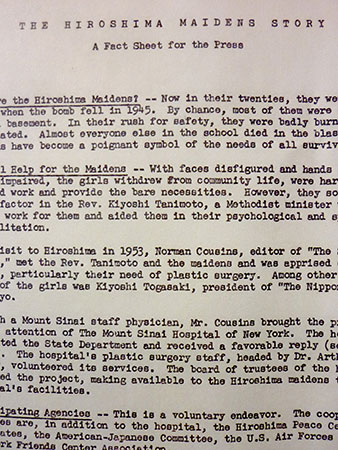 THE HIROSHIMA MAIDENS STORY
A Fact Sheet for the Press
re the Hiroshima Maidens? -- Now in their twenties, they we
when the bomb fell in 1945. By chance, most of them were
basement. In their rush for safety, they were badly burn
ated. Almost everyone else in the school died in the blas
s have become a poignant symbol of the needs of all surviv
l Help for the Maidens -- With faces disfigured and hands
impaired, the girls withdrew from community life, were har
d work and provide the bare necessities. However, they so
factor in the Rev. Kiyoshi Tanimoto, a Methodist minister
work for them and aided them in their psychological and s
litation.
isit to Hiroshima in 1953, Norman Cousins, editor of "The S
," met the Rev. Tanimoto and the maidens and was apprised
, particularly their need of plastic surgery. Among other
of the girls was Kiyoshi Togasaki, president of "The Nippo
yo.
h a Mount Sinai staff physician, Mr. Cousins brought the p
attention of The Mount Sinai Hospital of New York. The h
ted the State Department and received a favorable reply (s
. The hospital's plastic surgery staff, headed by Dr. Art
, volunteered its services. The board of trustees of the
ed the project, making available to the Hiroshima maidens t
al's facilities.
ipating Agencies -- This is a voluntary endeavor. The coop
es are, in addition to the hospital, the Hiroshima Peace C
ates, the American-Japanese Committee, the U.S. Air Forces
rk Friends Center Association